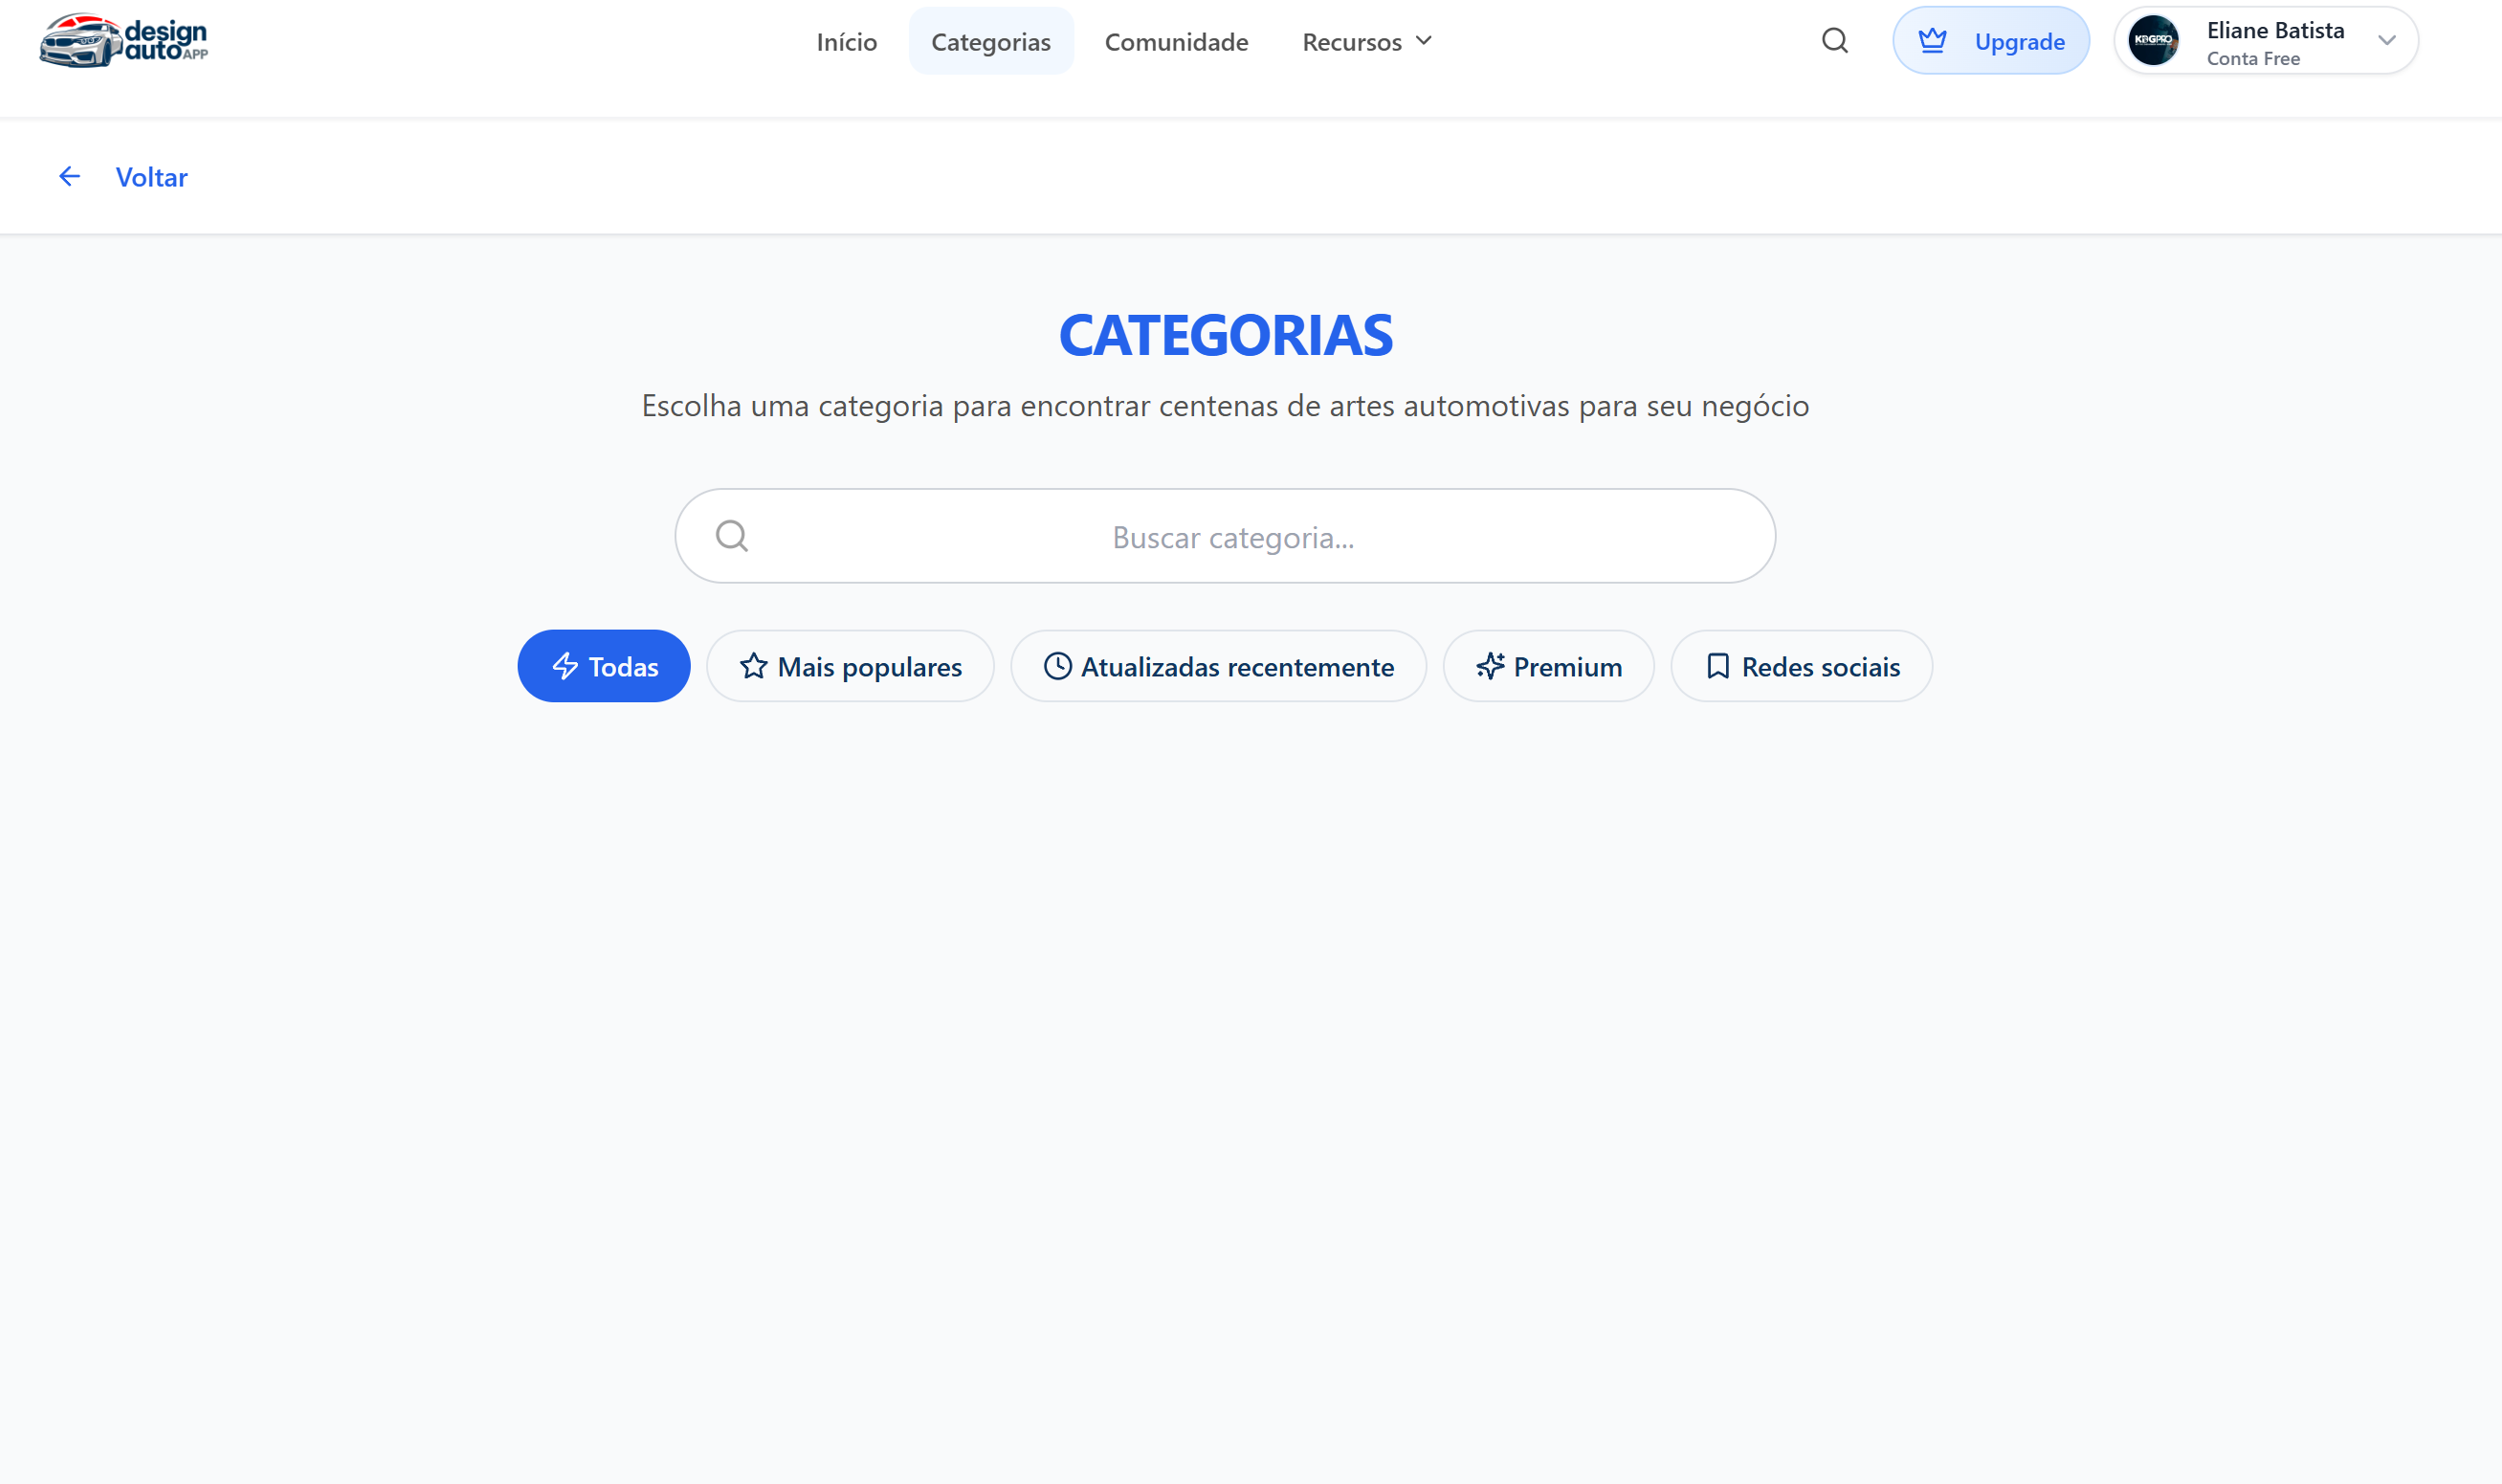 design
auto APP
Início
Categorias
Comunidade
Recursos
Upgrade
KDGPRO
Eliane Batista
Conta Free
Voltar
CATEGORIAS
Escolha uma categoria para encontrar centenas de artes automotivas para seu negócio
Buscar categoria...
Todas
Mais populares
Atualizadas recentemente
Premium
Redes sociais